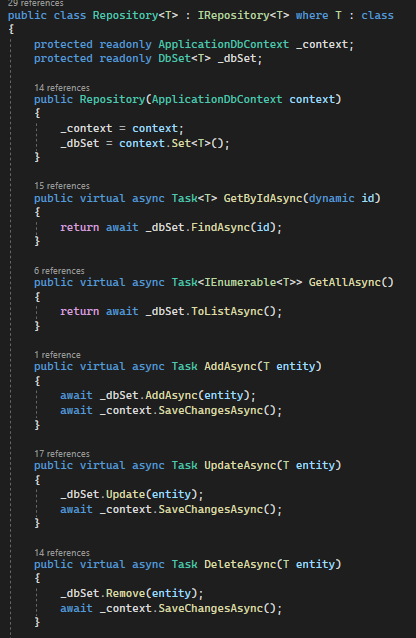 29 references
public class Repository<T> : IRepository<T> where T : class
{
protected readonly ApplicationDbContext _context;
protected readonly DbSet<T> _dbSet;
14 references
public Repository(ApplicationDbContext context)
{
_context = context;
_dbSet = context.Set<T>();
}
15 references
public virtual async Task<T> GetByIdAsync(dynamic id)
{
return await _dbSet.FindAsync(id);
}
6 references
public virtual async Task<IEnumerable<T>> GetAllAsync()
{
return await _dbSet.ToListAsync();
}
1 reference
public virtual async Task AddAsync(T entity)
{
await _dbSet.AddAsync(entity);
await _context.SaveChangesAsync();
}
17 references
public virtual async Task UpdateAsync(T entity)
{
_dbSet.Update(entity);
await _context.SaveChangesAsync();
}
14 references
public virtual async Task DeleteAsync(T entity)
{
_dbSet.Remove(entity);
await _context.SaveChangesAsync();
}